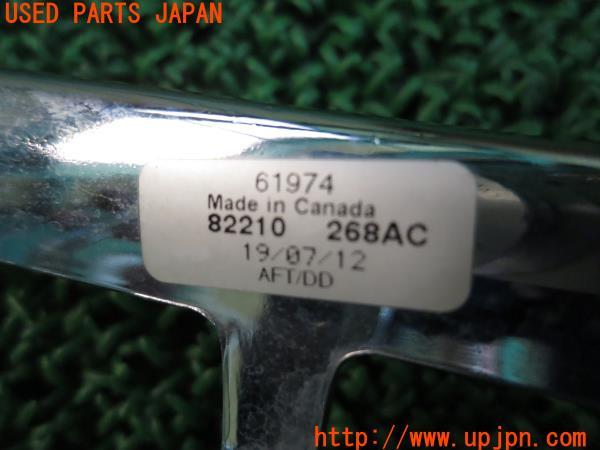 USED PARTS JAPAN
61974
Made in Canada
82210 268AC
19/07/12
AFT/DD
http://www.upjpn.com